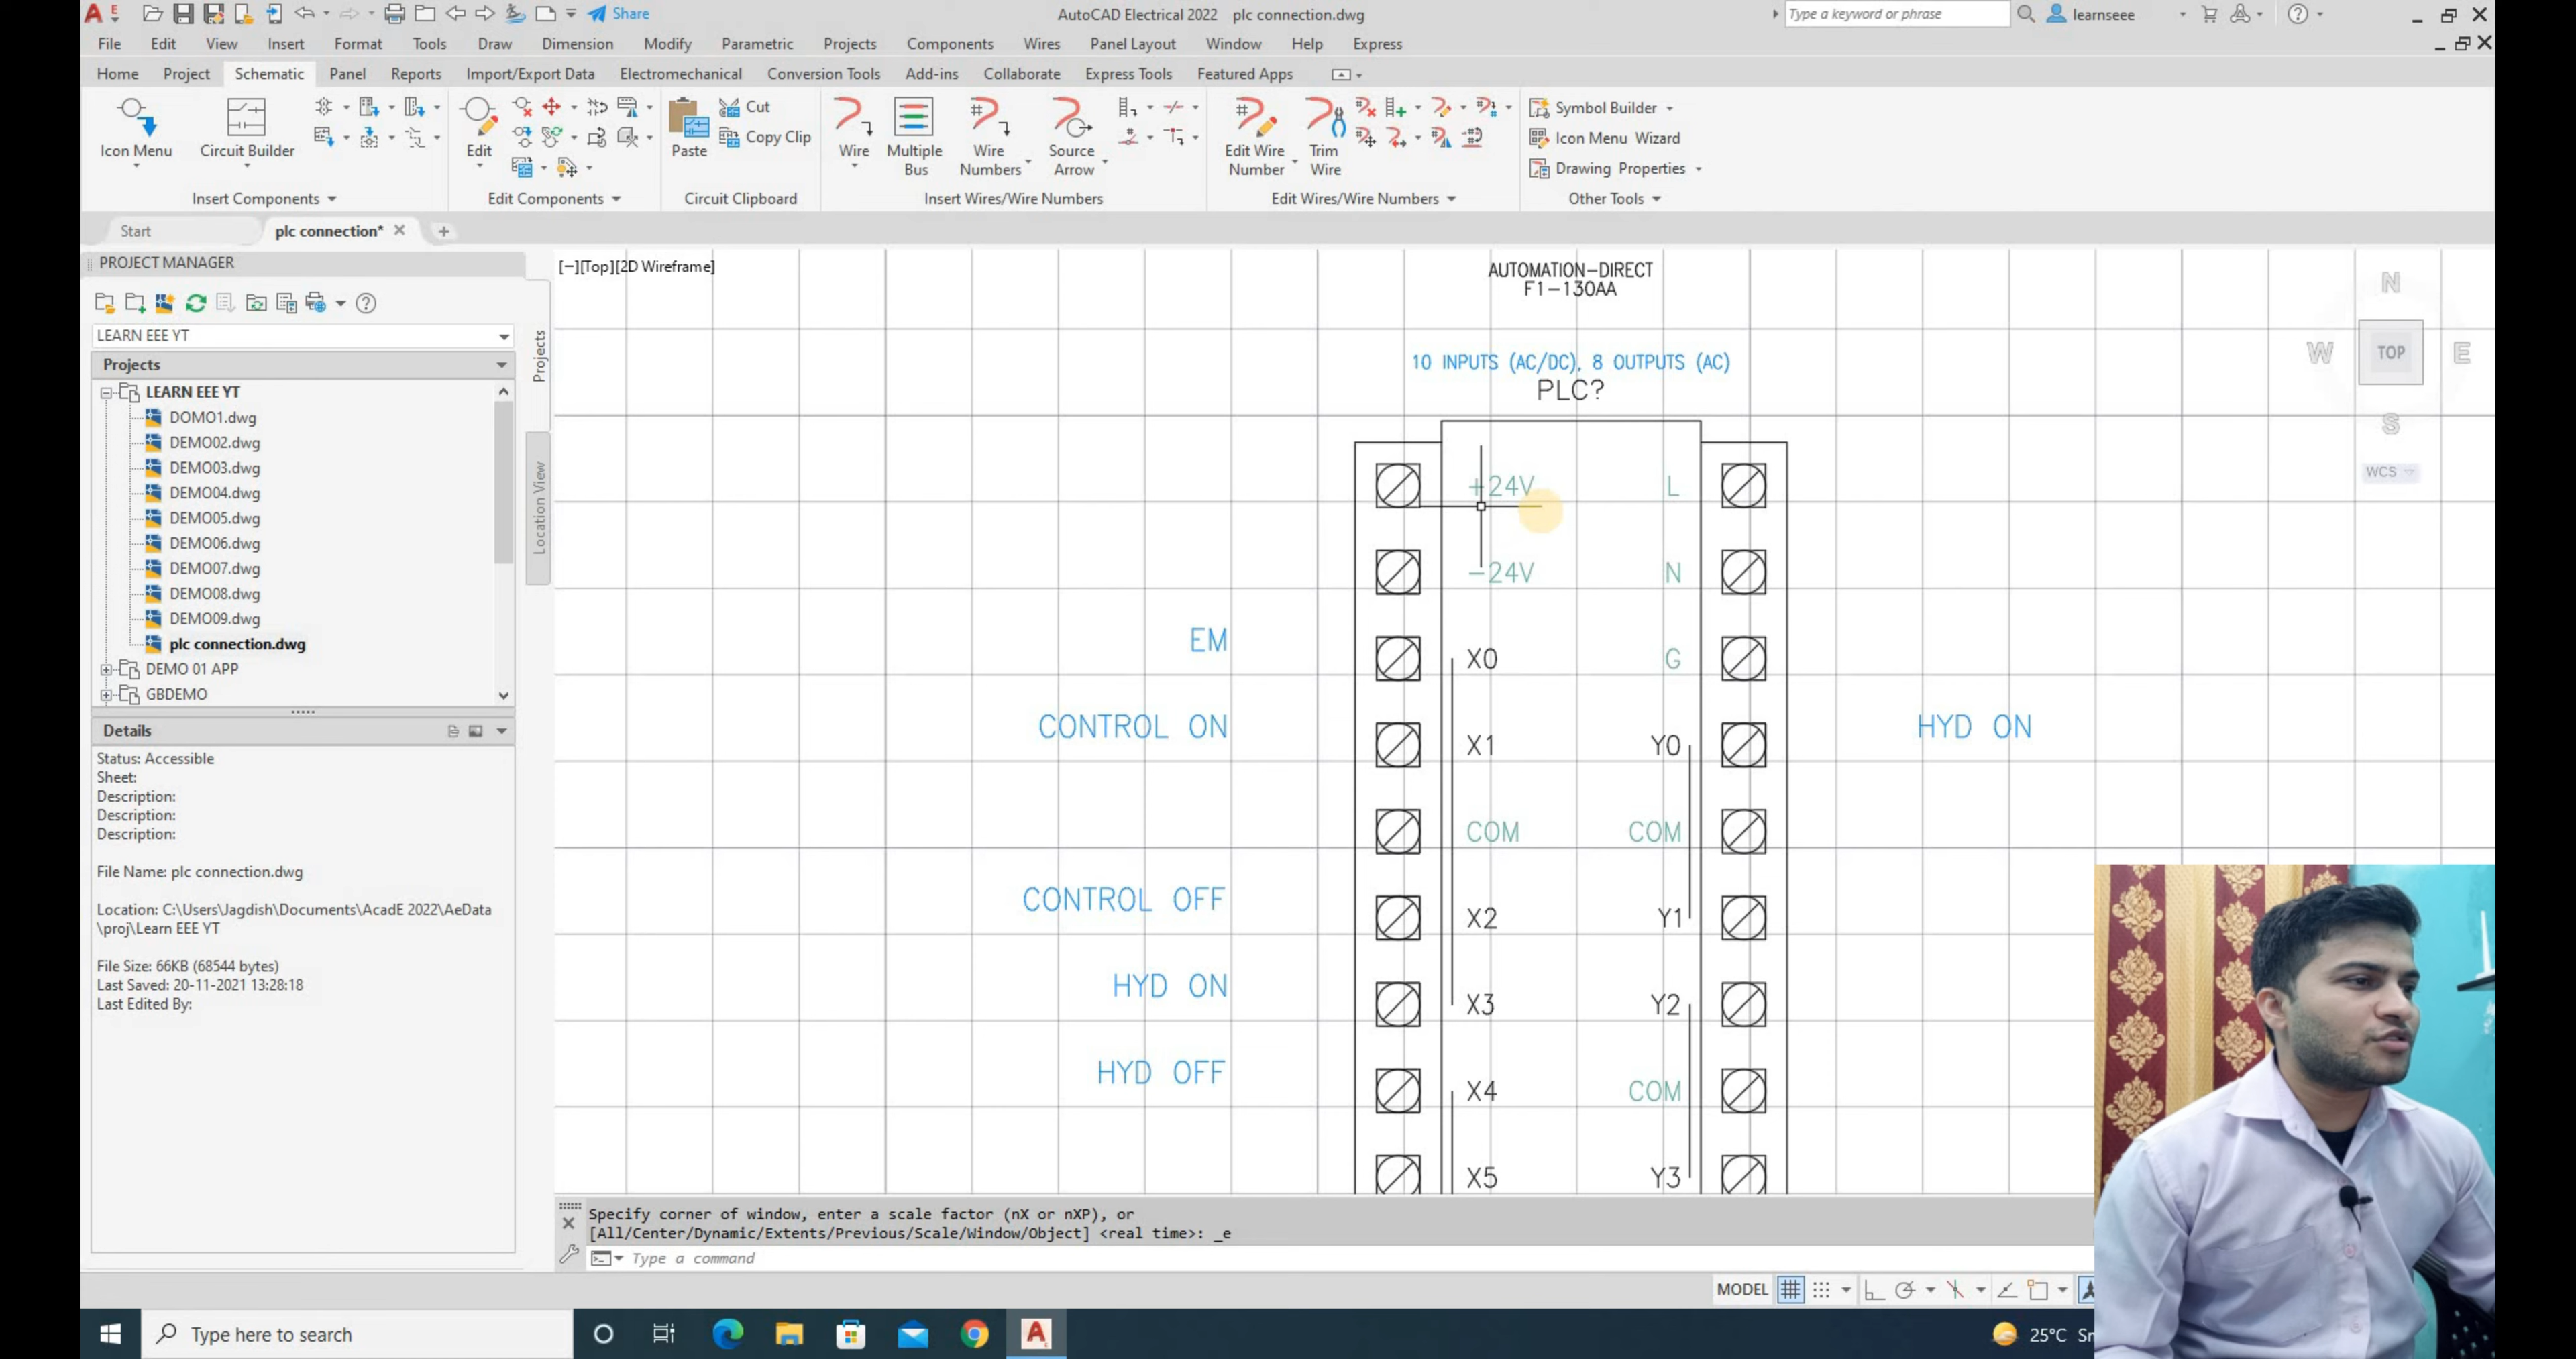 Share
AutoCAD Electrical 2022 plc connection.dwg
Type a keyword or phrase
learnseee
File Edit View Insert Format Tools Draw Dimension Modify Parametric Projects Components Wires Panel Layout Window Help Express
Home Project Schematic Panel Reports Import/Export Data Electromechanical Conversion Tools Add-ins Collaborate Express Tools Featured Apps
Icon Menu
Circuit Builder
Edit
Paste
Cut
Copy Clip
Wire
Multiple Bus
Wire Numbers
Source Arrow
Edit Wire Number
Trim Wire
Symbol Builder
Icon Menu Wizard
Drawing Properties
Insert Components
Edit Components
Circuit Clipboard
Insert Wires/Wire Numbers
Edit Wires/Wire Numbers
Other Tools
Start
plc connection*
PROJECT MANAGER
LEARN EEE YT
Projects
LEARN EEE YT
DOMO1.dwg
DEMO02.dwg
DEMO03.dwg
DEMO04.dwg
DEMO05.dwg
DEMO06.dwg
DEMO07.dwg
DEMO08.dwg
DEMO09.dwg
plc connection.dwg
DEMO 01 APP
GBDEMO
Projects
Location View
Details
Status: Accessible
Sheet:
Description:
Description:
Description:
File Name: plc connection.dwg
Location: C:\Users\Jagdish\Documents\AcadE 2022\AeData
\proj\Learn EEE YT
File Size: 66KB (68544 bytes)
Last Saved: 20-11-2021 13:28:18
Last Edited By:
[−][Top][2D Wireframe]
AUTOMATION-DIRECT
F1-130AA
10 INPUTS (AC/DC), 8 OUTPUTS (AC)
PLC?
+24V L
-24V N
EM
X0 G
CONTROL ON
X1 Y0
HYD ON
COM COM
CONTROL OFF
X2 Y1
HYD ON
X3 Y2
HYD OFF
X4 COM
X5 Y3
N
W TOP E
S
WCS
Specify corner of window, enter a scale factor (nX or nXP), or
[All/Center/Dynamic/Extents/Previous/Scale/Window/Object] <real time>: _e
Type a command
MODEL
Type here to search
25°C